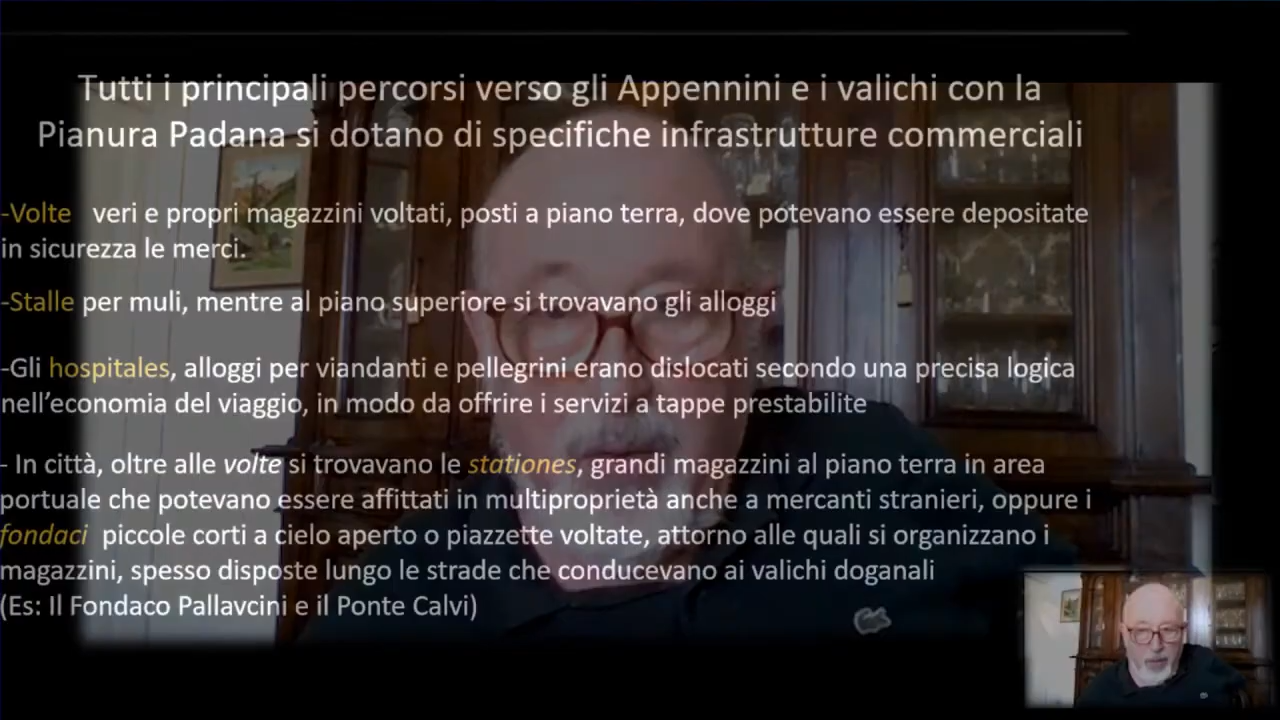 Tutti i principali percorsi verso gli Appennini e i valichi con la
Pianura Padana si dotano di specifiche infrastrutture commerciali
-Volte veri e propri magazzini voltati, posti a piano terra, dove potevano essere depositate
in sicurezza le merci.
-Stalle per muli, mentre al piano superiore si trovavano gli alloggi
-Gli hospitales, alloggi per viandanti e pellegrini erano dislocati secondo una precisa logica
nell'economia del viaggio, in modo da offrire i servizi a tappe prestabilite
- In città, oltre alle volte si trovavano le stationes, grandi magazzini al piano terra in area
portuale che potevano essere affittati in multiproprietà anche a mercanti stranieri, oppure i
fondaci piccole corti a cielo aperto o piazzette voltate, attorno alle quali si organizzano i
magazzini, spesso disposte lungo le strade che conducevano ai valichi doganali
(Es: Il Fondaco Pallavcini e il Ponte Calvi)